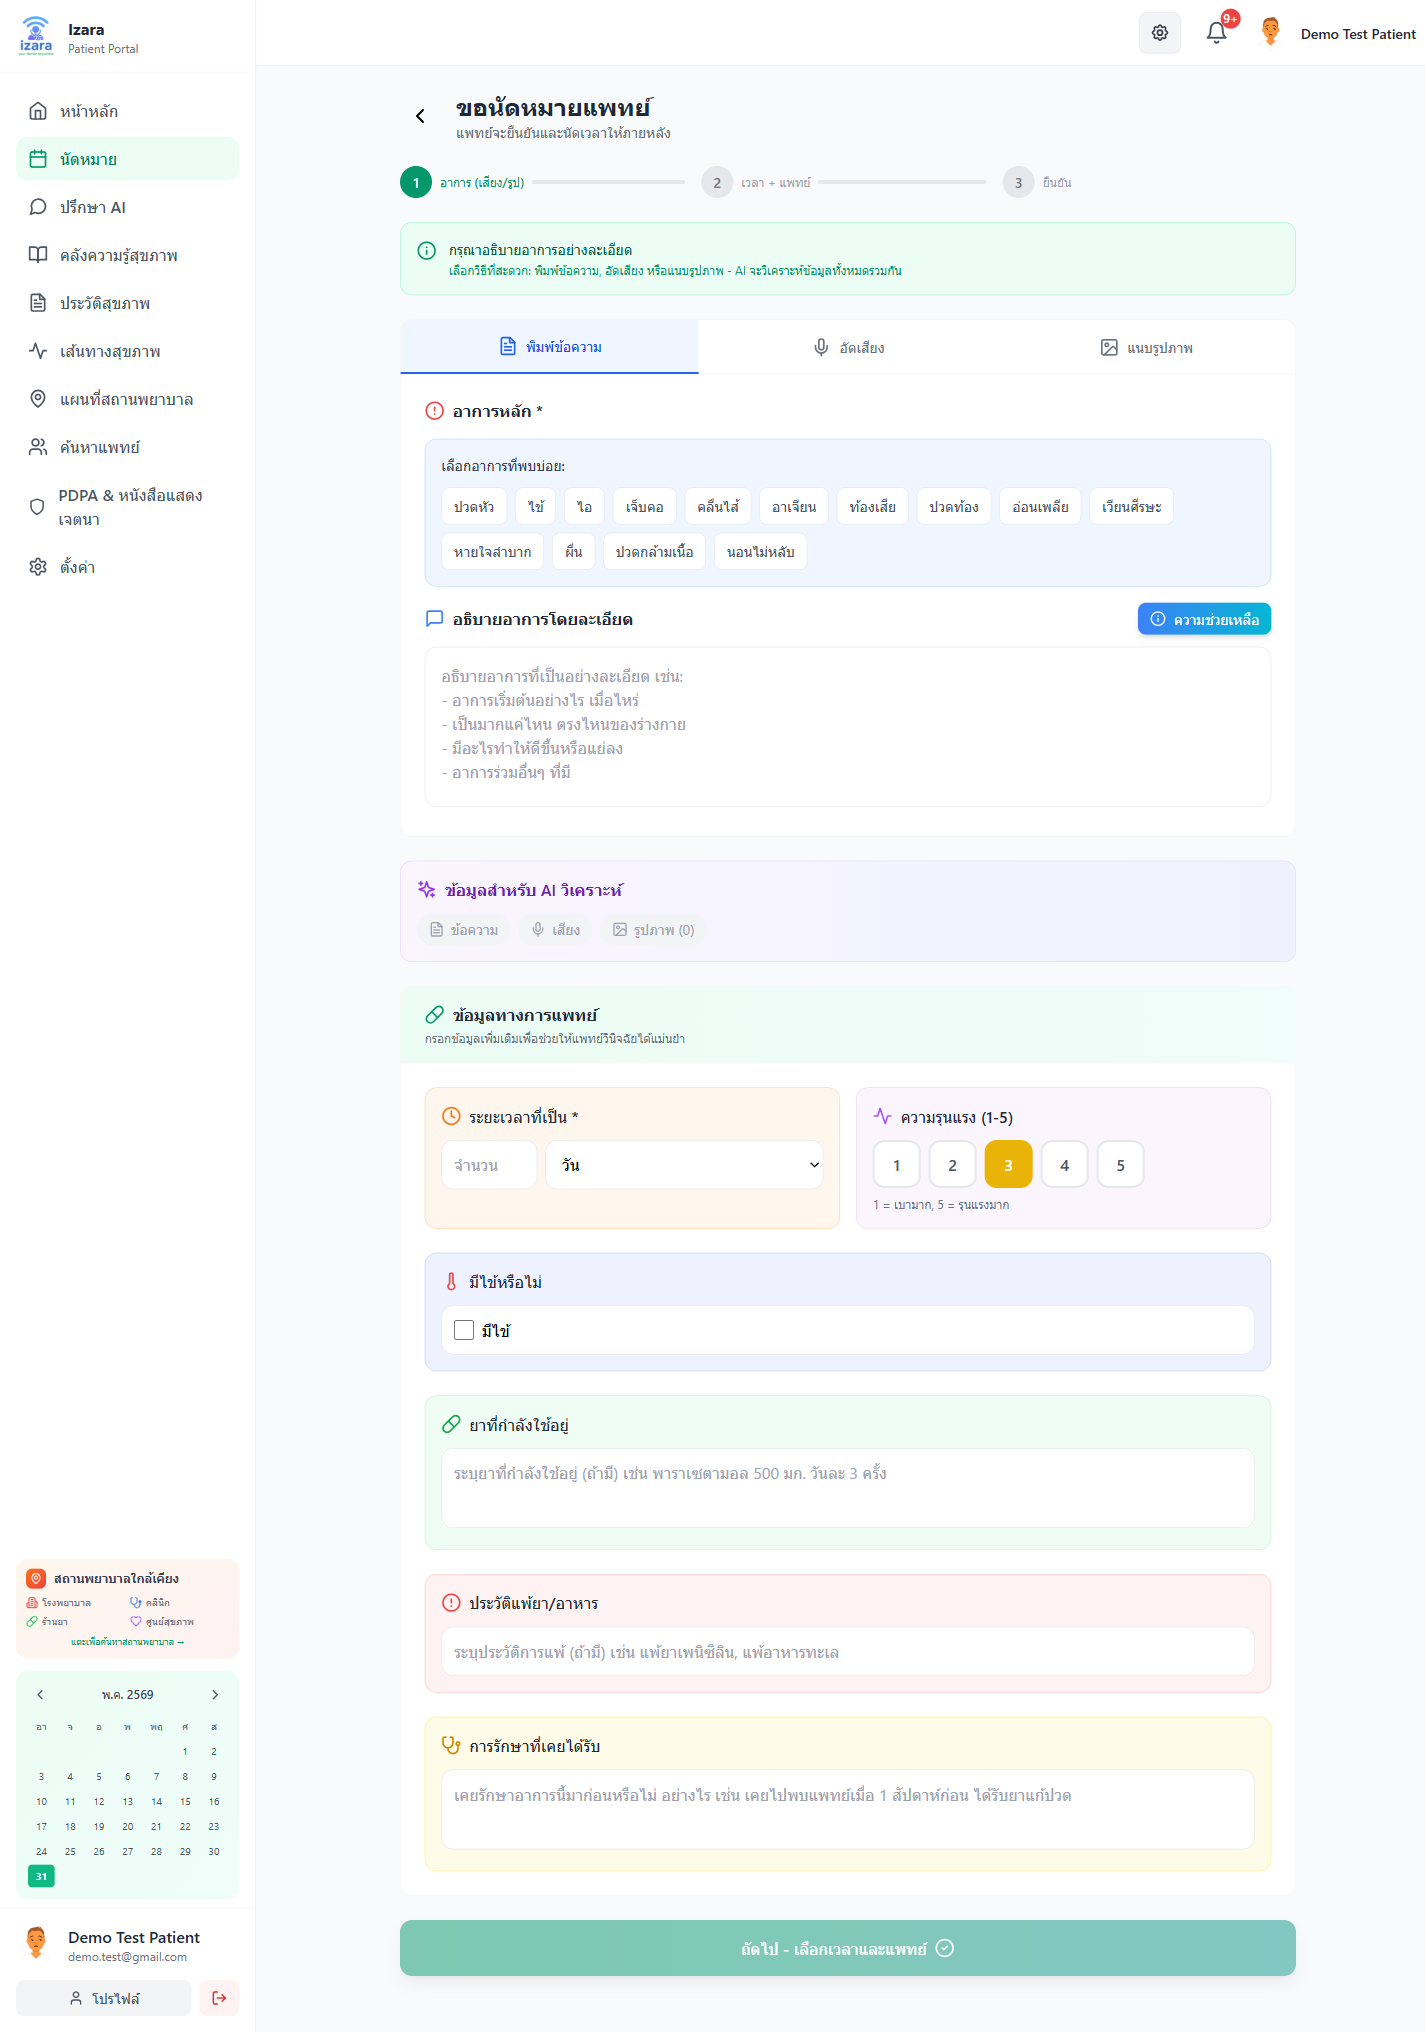 izara
Izara
Patient Portal
9+
Demo Test Patient
หน้าหลัก
นัดหมาย
ปรึกษา AI
คลังความรู้สุขภาพ
ประวัติสุขภาพ
เส้นทางสุขภาพ
แผนที่สถานพยาบาล
ค้นหาแพทย์
PDPA & หนังสือแสดง
เจตนา
ตั้งค่า
ขอนัดหมายแพทย์
แพทย์จะยืนยันและนัดเวลาให้ภายหลัง
1 อาการ (เสียง/รูป) 2 เวลา + แพทย์ 3 ยืนยัน
กรุณาอธิบายอาการอย่างละเอียด
เลือกวิธีที่สะดวก: พิมพ์ข้อความ, อัดเสียง หรือแนบรูปภาพ - AI จะวิเคราะห์ข้อมูลทั้งหมดรวมกัน
พิมพ์ข้อความ อัดเสียง แนบรูปภาพ
อาการหลัก *
เลือกอาการที่พบบ่อย:
ปวดหัว ไข้ ไอ เจ็บคอ คลื่นไส้ อาเจียน ท้องเสีย ปวดท้อง อ่อนเพลีย เวียนศีรษะ
หายใจลำบาก ผื่น ปวดกล้ามเนื้อ นอนไม่หลับ
อธิบายอาการโดยละเอียด ความช่วยเหลือ
อธิบายอาการที่เป็นอย่างละเอียด เช่น:
- อาการเริ่มต้นอย่างไร เมื่อไหร่
- เป็นมากแค่ไหน ตรงไหนของร่างกาย
- มีอะไรทำให้ดีขึ้นหรือแย่ลง
- อาการร่วมอื่นๆ ที่มี
ข้อมูลสำหรับ AI วิเคราะห์
ข้อความ เสียง รูปภาพ (0)
ข้อมูลทางการแพทย์
กรอกข้อมูลเพิ่มเติมเพื่อช่วยให้แพทย์วินิจฉัยได้แม่นยำ
ระยะเวลาที่เป็น *
จำนวน วัน
ความรุนแรง (1-5)
1 2 3 4 5
1 = เบามาก, 5 = รุนแรงมาก
มีไข้หรือไม่
มีไข้
ยาที่กำลังใช้อยู่
ระบุยาที่กำลังใช้อยู่ (ถ้ามี) เช่น พาราเซตามอล 500 มก. วันละ 3 ครั้ง
ประวัติแพ้ยา/อาหาร
ระบุประวัติการแพ้ (ถ้ามี) เช่น แพ้ยาเพนิซิลิน, แพ้อาหารทะเล
การรักษาที่เคยได้รับ
เคยรักษาอาการนี้มาก่อนหรือไม่ อย่างไร เช่น เคยไปพบแพทย์เมื่อ 1 สัปดาห์ก่อน ได้รับยาแก้ปวด
ถัดไป - เลือกเวลาและแพทย์
สถานพยาบาลใกล้เคียง
โรงพยาบาล คลินิก
ร้านยา ศูนย์สุขภาพ
แตะเพื่อค้นหาสถานพยาบาล →
พ.ค. 2569
อา จ อ พ พฤ ศ ส
1 2
3 4 5 6 7 8 9
10 11 12 13 14 15 16
17 18 19 20 21 22 23
24 25 26 27 28 29 30
31
Demo Test Patient
demo.test@gmail.com
โปรไฟล์